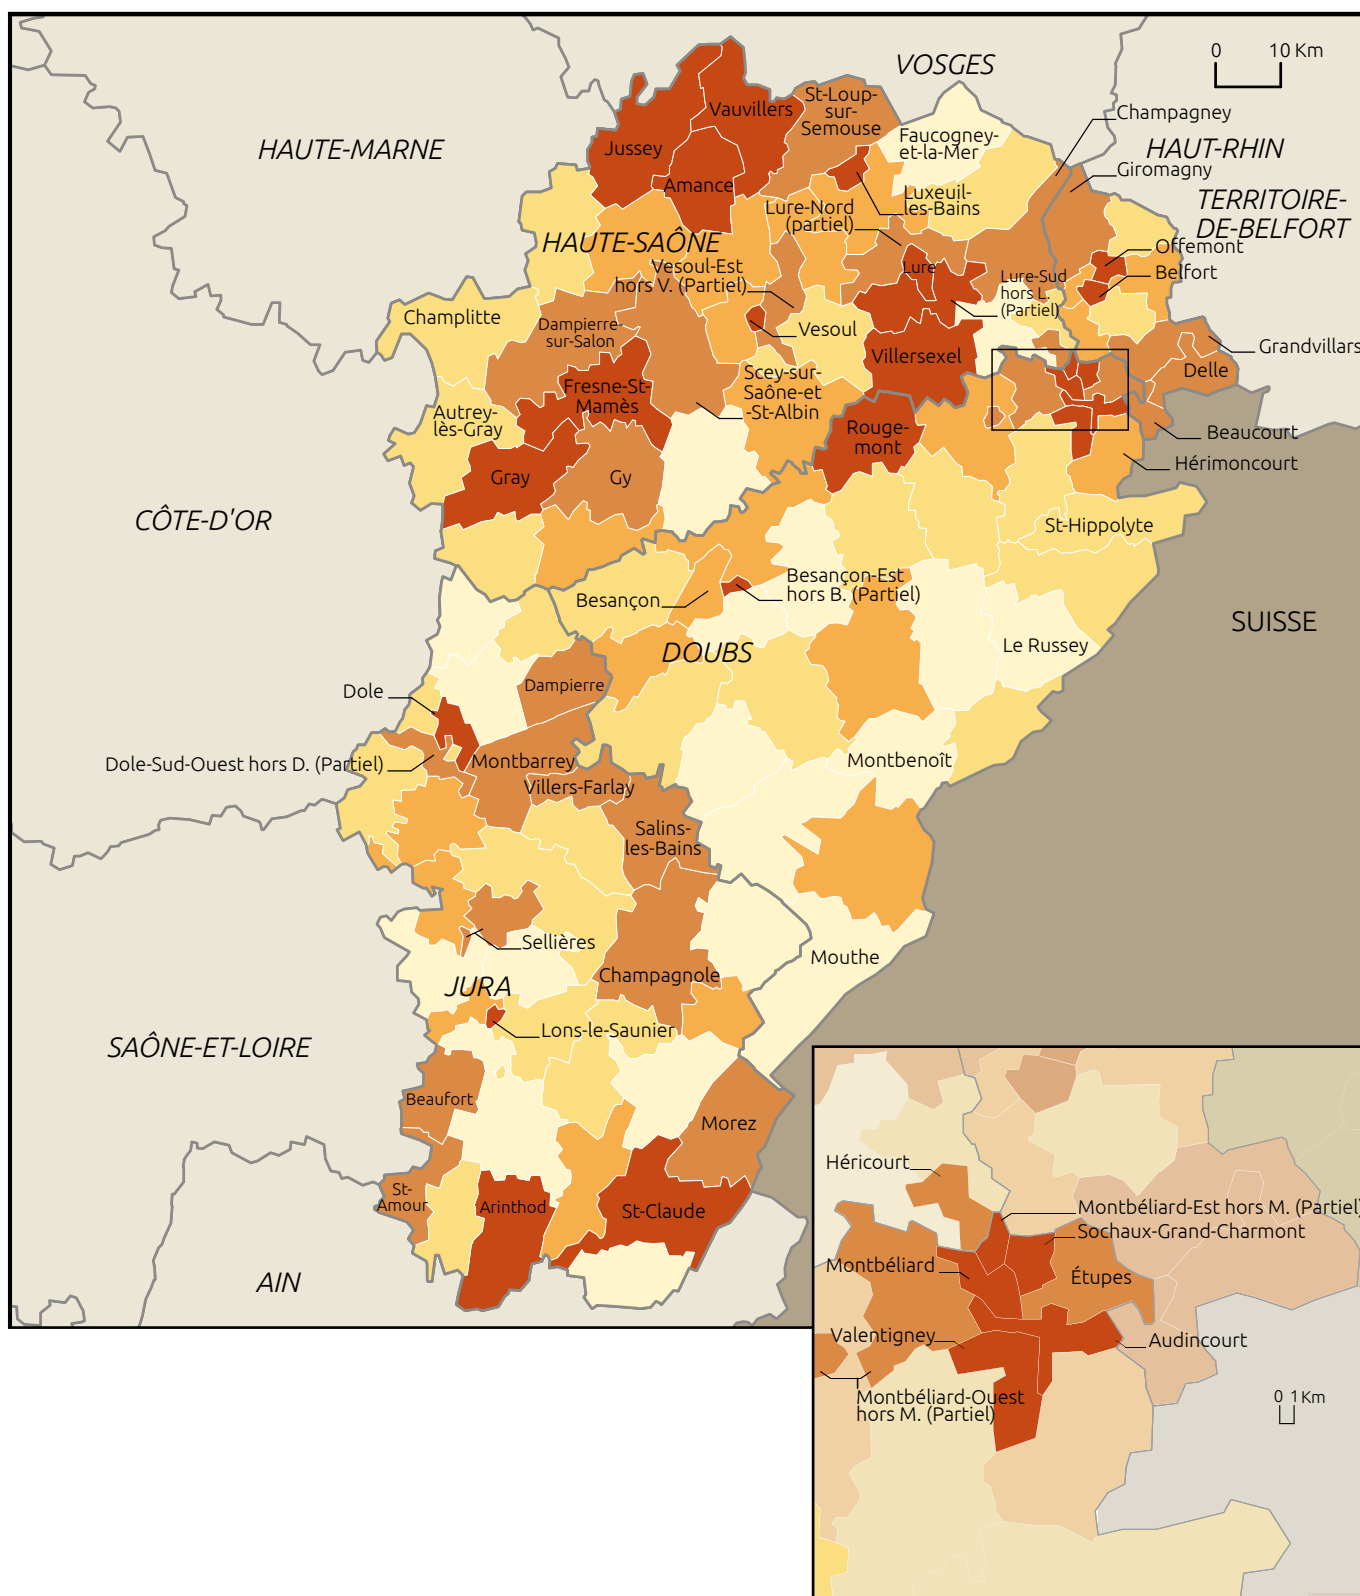 VOSGES
0 10 Km
HAUTE-MARNE
Jussey
Vauvillers
Amance
St-Loup-
sur-
Semouse
Faucogney-
et-la-Mer
Champagney
HAUT-RHIN
Giromagny
TERRITOIRE-
DE-BELFORT
Luxeuil-
les-Bains
Lure-Nord
(partiel)
HAUTE-SAÔNE
Offemont
Belfort
Vesoul-Est
hors V. (Partiel)
Lure
Lure-Sud
hors L.
(Partiel)
Champlitte
Dampierre-
sur-Salon
Vesoul
Villersexel
Grandvillars
Delle
Fresne-St-
Mamès
Scey-sur-
Saône-et
-St-Albin
Autrey-
lès-Gray
Rouge-
mont
Beaucourt
Hérimoncourt
Gray
Gy
CÔTE-D'OR
St-Hippolyte
Besançon-Est
hors B. (Partiel)
Besançon
SUISSE
DOUBS
Le Russey
Dole
Dampierre
Dole-Sud-Ouest hors D. (Partiel)
Montbarrey
Montbenoît
Villers-Farlay
Salins-
les-Bains
Sellières
Mouthe
Champagnole
JURA
Lons-le-Saunier
SAÔNE-ET-LOIRE
Beaufort
Morez
St-
Amour
Arinthod
St-Claude
AIN
Héricourt
Montbéliard-Est hors M. (Partiel)
Sochaux-Grand-Charmont
Montbéliard
Étupes
Valentigney
Audincourt
Montbéliard-Ouest
hors M. (Partiel)
0 1 Km